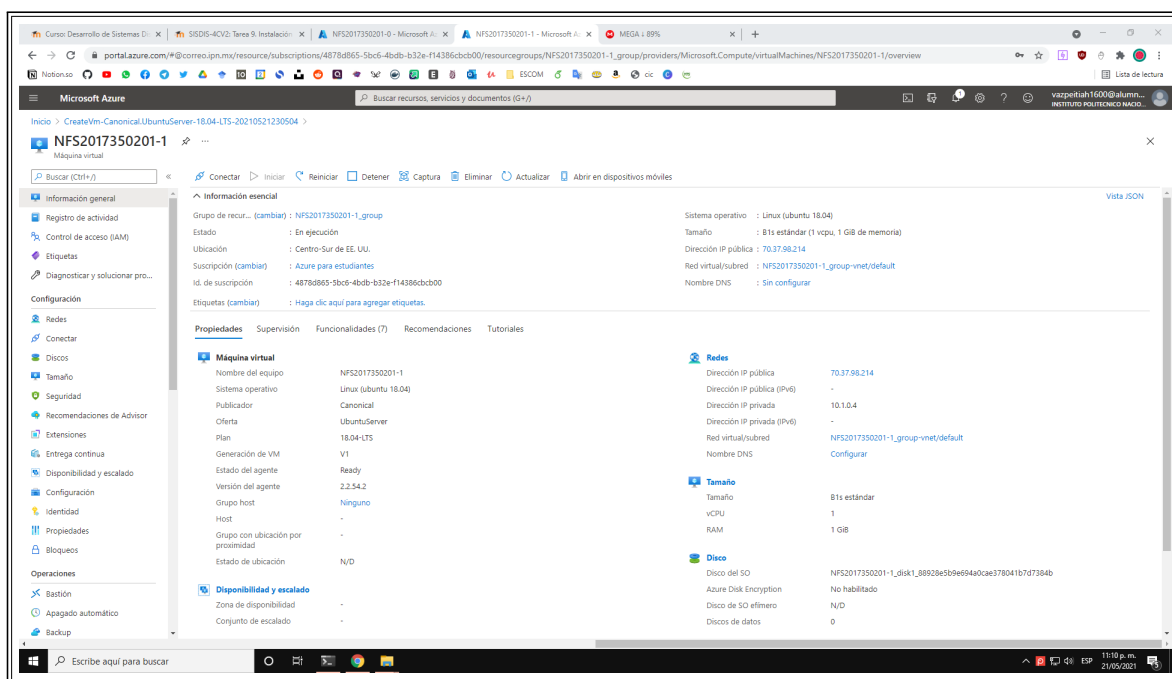 Curso: Desarrollo de Sistemas Di
SISDIS-4CV2: Tarea 9. Instalación
NFS2017350201-0 - Microsoft Az
NFS2017350201-1 - Microsoft Az
MEGA ↓ 89%
portal.azure.com/#@correo.ipn.mx/resource/subscriptions/4878d865-5bc6-4bdb-b32e-f14386cbcb00/resourcegroups/NFS2017350201-1_group/providers/Microsoft.Compute/virtualMachines/NFS2017350201-1/overview
Notion.so
ESCOM
cic
Lista de lectura
Microsoft Azure
Buscar recursos, servicios y documentos (G+/)
vazpeitiah1600@alumn...
INSTITUTO POLITECNICO NACIO...
Inicio > CreateVm-Canonical.UbuntuServer-18.04-LTS-20210521230504 >
NFS2017350201-1
Máquina virtual
Buscar (Ctrl+/)
Conectar Iniciar Reiniciar Detener Captura Eliminar Actualizar Abrir en dispositivos móviles
Información general
Registro de actividad
Control de acceso (IAM)
Etiquetas
Diagnosticar y solucionar pro...
Configuración
Redes
Conectar
Discos
Tamaño
Seguridad
Recomendaciones de Advisor
Extensiones
Entrega continua
Disponibilidad y escalado
Configuración
Identidad
Propiedades
Bloqueos
Operaciones
Bastión
Apagado automático
Backup
Información esencial
Vista JSON
Grupo de recur... (cambiar) : NFS2017350201-1_group
Estado : En ejecución
Ubicación : Centro-Sur de EE. UU.
Suscripción (cambiar) : Azure para estudiantes
Id. de suscripción : 4878d865-5bc6-4bdb-b32e-f14386cbcb00
Etiquetas (cambiar) : Haga clic aquí para agregar etiquetas.
Sistema operativo : Linux (ubuntu 18.04)
Tamaño : B1s estándar (1 vcpu, 1 GiB de memoria)
Dirección IP pública : 70.37.98.214
Red virtual/subred : NFS2017350201-1_group-vnet/default
Nombre DNS : Sin configurar
Propiedades Supervisión Funcionalidades (7) Recomendaciones Tutoriales
Máquina virtual
Nombre del equipo NFS2017350201-1
Sistema operativo Linux (ubuntu 18.04)
Publicador Canonical
Oferta UbuntuServer
Plan 18.04-LTS
Generación de VM V1
Estado del agente Ready
Versión del agente 2.2.54.2
Grupo host Ninguno
Host -
Grupo con ubicación por -
proximidad
Estado de ubicación N/D
Disponibilidad y escalado
Zona de disponibilidad -
Conjunto de escalado -
Redes
Dirección IP pública 70.37.98.214
Dirección IP pública (IPv6) -
Dirección IP privada 10.1.0.4
Dirección IP privada (IPv6) -
Red virtual/subred NFS2017350201-1_group-vnet/default
Nombre DNS Configurar
Tamaño
Tamaño B1s estándar
vCPU 1
RAM 1 GiB
Disco
Disco del SO NFS2017350201-1_disk1_88928e5b9e694a0cae378041b7d7384b
Azure Disk Encryption No habilitado
Disco de SO efímero N/D
Discos de datos 0
Escribe aquí para buscar
ESP
11:10 p. m.
21/05/2021